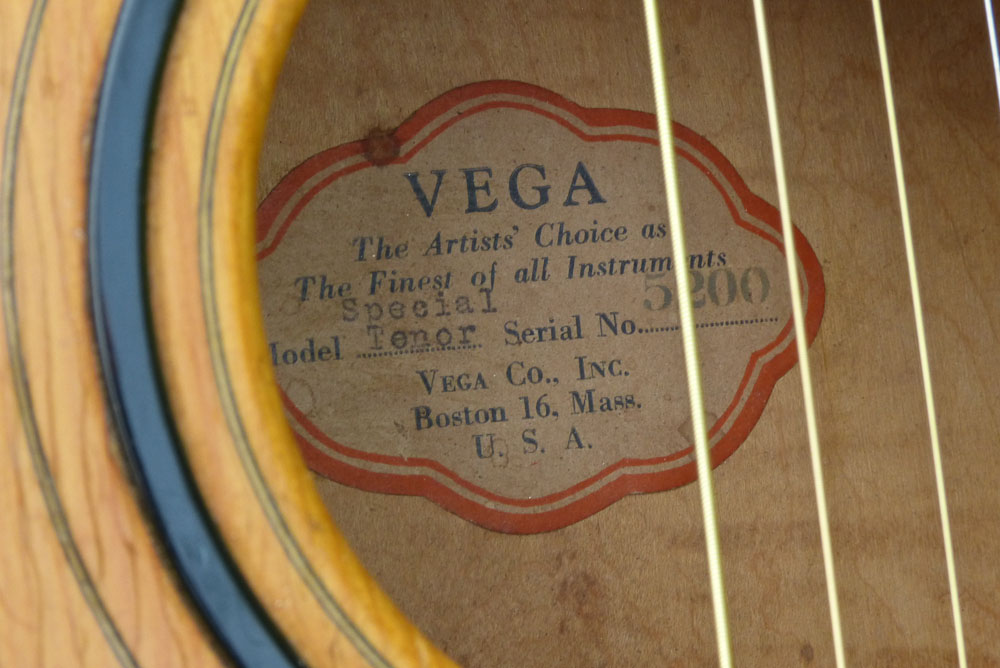 VEGA
The Artists' Choice as
The Finest of all Instruments
Special
Model Tenor Serial No. 5200
VEGA Co., INC.
Boston 16, Mass.
U. S. A.